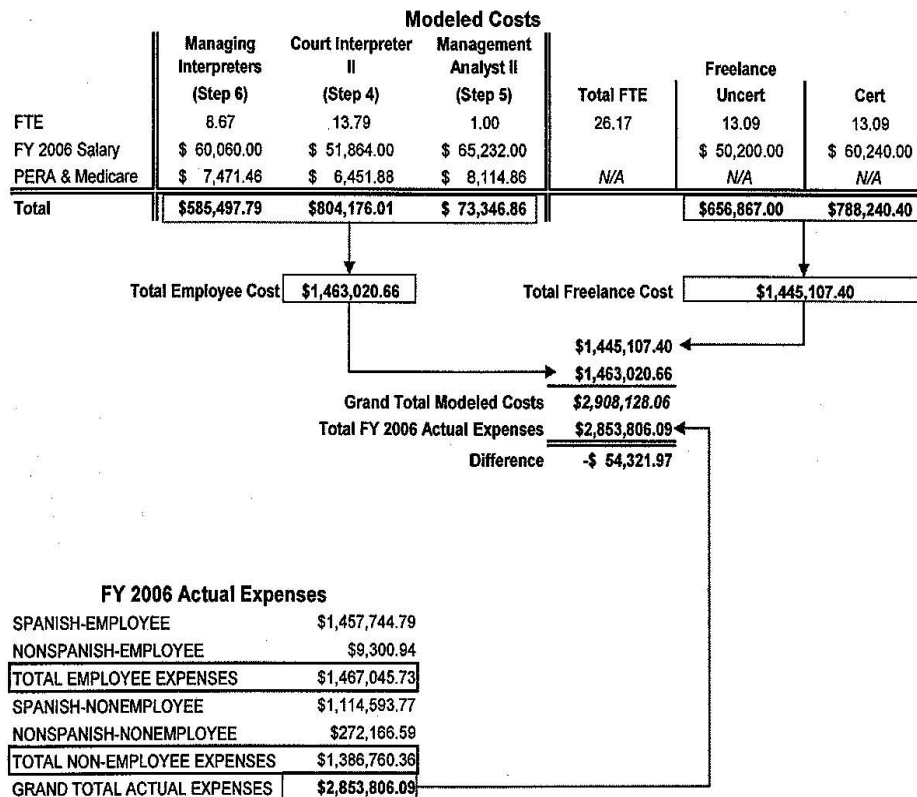 Modeled Costs
Managing Interpreters (Step 6) Court Interpreter II (Step 4) Management Analyst II (Step 5) Total FTE Freelance Uncert Cert
FTE 8.67 13.79 1.00 26.17 13.09 13.09
FY 2006 Salary $ 60,060.00 $ 51,864.00 $ 65,232.00 $ 50,200.00 $ 60,240.00
PERA & Medicare $ 7,471.46 $ 6,451.88 $ 8,114.86 N/A N/A N/A
Total $585,497.79 $804,176.01 $ 73,346.86 $656,867.00 $788,240.40
Total Employee Cost $1,463,020.66 Total Freelance Cost $1,445,107.40
$1,445,107.40
$1,463,020.66
Grand Total Modeled Costs $2,908,128.06
Total FY 2006 Actual Expenses $2,853,806.09
Difference -$ 54,321.97
FY 2006 Actual Expenses
SPANISH-EMPLOYEE $1,457,744.79
NONSPANISH-EMPLOYEE $9,300.94
TOTAL EMPLOYEE EXPENSES $1,467,045.73
SPANISH-NONEMPLOYEE $1,114,593.77
NONSPANISH-NONEMPLOYEE $272,166.59
TOTAL NON-EMPLOYEE EXPENSES $1,386,760.36
GRAND TOTAL ACTUAL EXPENSES $2,853,806.09